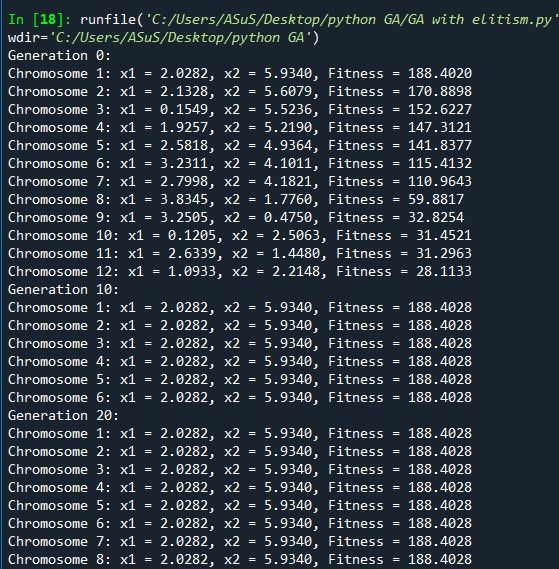 In [18]: runfile('C:/Users/ASuS/Desktop/python GA/GA with elitism.py'
wdir='C:/Users/ASuS/Desktop/python GA')
Generation 0:
Chromosome 1: x1 = 2.0282, x2 = 5.9340, Fitness = 188.4020
Chromosome 2: x1 = 2.1328, x2 = 5.6079, Fitness = 170.8898
Chromosome 3: x1 = 0.1549, x2 = 5.5236, Fitness = 152.6227
Chromosome 4: x1 = 1.9257, x2 = 5.2190, Fitness = 147.3121
Chromosome 5: x1 = 2.5818, x2 = 4.9364, Fitness = 141.8377
Chromosome 6: x1 = 3.2311, x2 = 4.1011, Fitness = 115.4132
Chromosome 7: x1 = 2.7998, x2 = 4.1821, Fitness = 110.9643
Chromosome 8: x1 = 3.8345, x2 = 1.7760, Fitness = 59.8817
Chromosome 9: x1 = 3.2505, x2 = 0.4750, Fitness = 32.8254
Chromosome 10: x1 = 0.1205, x2 = 2.5063, Fitness = 31.4521
Chromosome 11: x1 = 2.6339, x2 = 1.4480, Fitness = 31.2963
Chromosome 12: x1 = 1.0933, x2 = 2.2148, Fitness = 28.1133
Generation 10:
Chromosome 1: x1 = 2.0282, x2 = 5.9340, Fitness = 188.4028
Chromosome 2: x1 = 2.0282, x2 = 5.9340, Fitness = 188.4028
Chromosome 3: x1 = 2.0282, x2 = 5.9340, Fitness = 188.4028
Chromosome 4: x1 = 2.0282, x2 = 5.9340, Fitness = 188.4028
Chromosome 5: x1 = 2.0282, x2 = 5.9340, Fitness = 188.4028
Chromosome 6: x1 = 2.0282, x2 = 5.9340, Fitness = 188.4028
Generation 20:
Chromosome 1: x1 = 2.0282, x2 = 5.9340, Fitness = 188.4028
Chromosome 2: x1 = 2.0282, x2 = 5.9340, Fitness = 188.4028
Chromosome 3: x1 = 2.0282, x2 = 5.9340, Fitness = 188.4028
Chromosome 4: x1 = 2.0282, x2 = 5.9340, Fitness = 188.4028
Chromosome 5: x1 = 2.0282, x2 = 5.9340, Fitness = 188.4028
Chromosome 6: x1 = 2.0282, x2 = 5.9340, Fitness = 188.4028
Chromosome 7: x1 = 2.0282, x2 = 5.9340, Fitness = 188.4028
Chromosome 8: x1 = 2.0282, x2 = 5.9340, Fitness = 188.4028